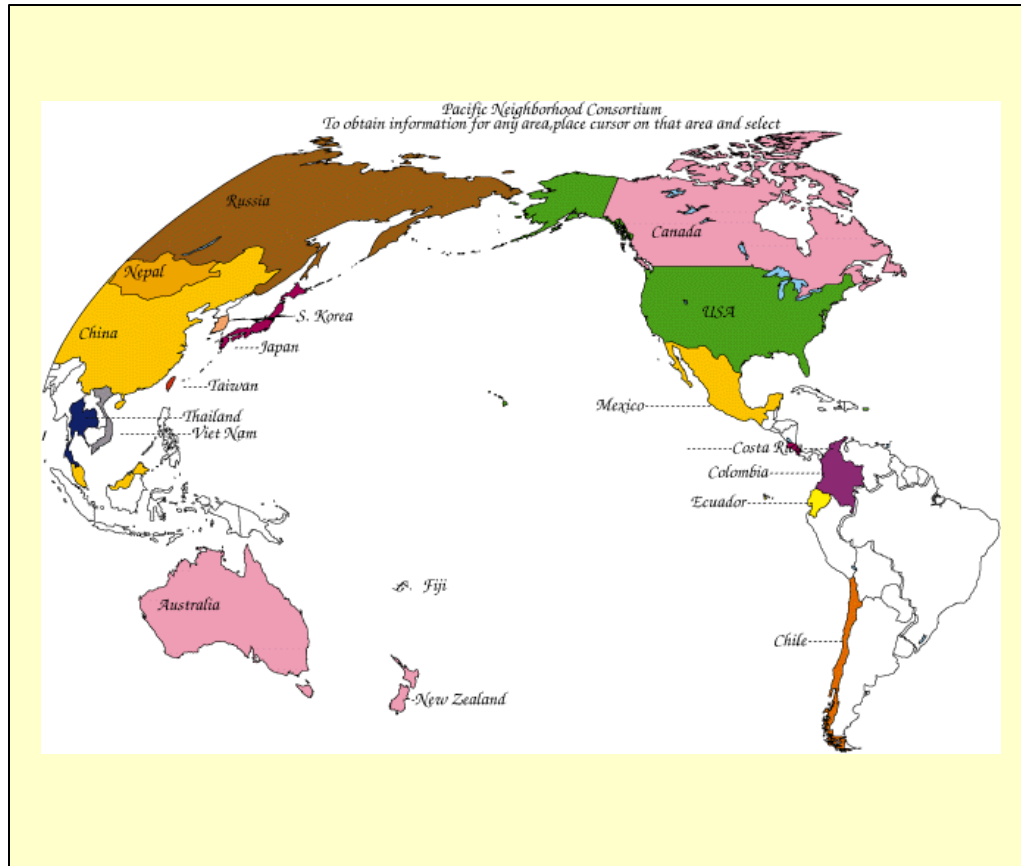 Pacific Neighborhood Consortium
To obtain information for any area,place cursor on that area and select
Russia
Canada
Nepal
USA
S. Korea
China
Japan
Taiwan
Mexico
Thailand
Viet Nam
Costa
Colombia
Ecuador
Fiji
Australia
Chile
New Zealand